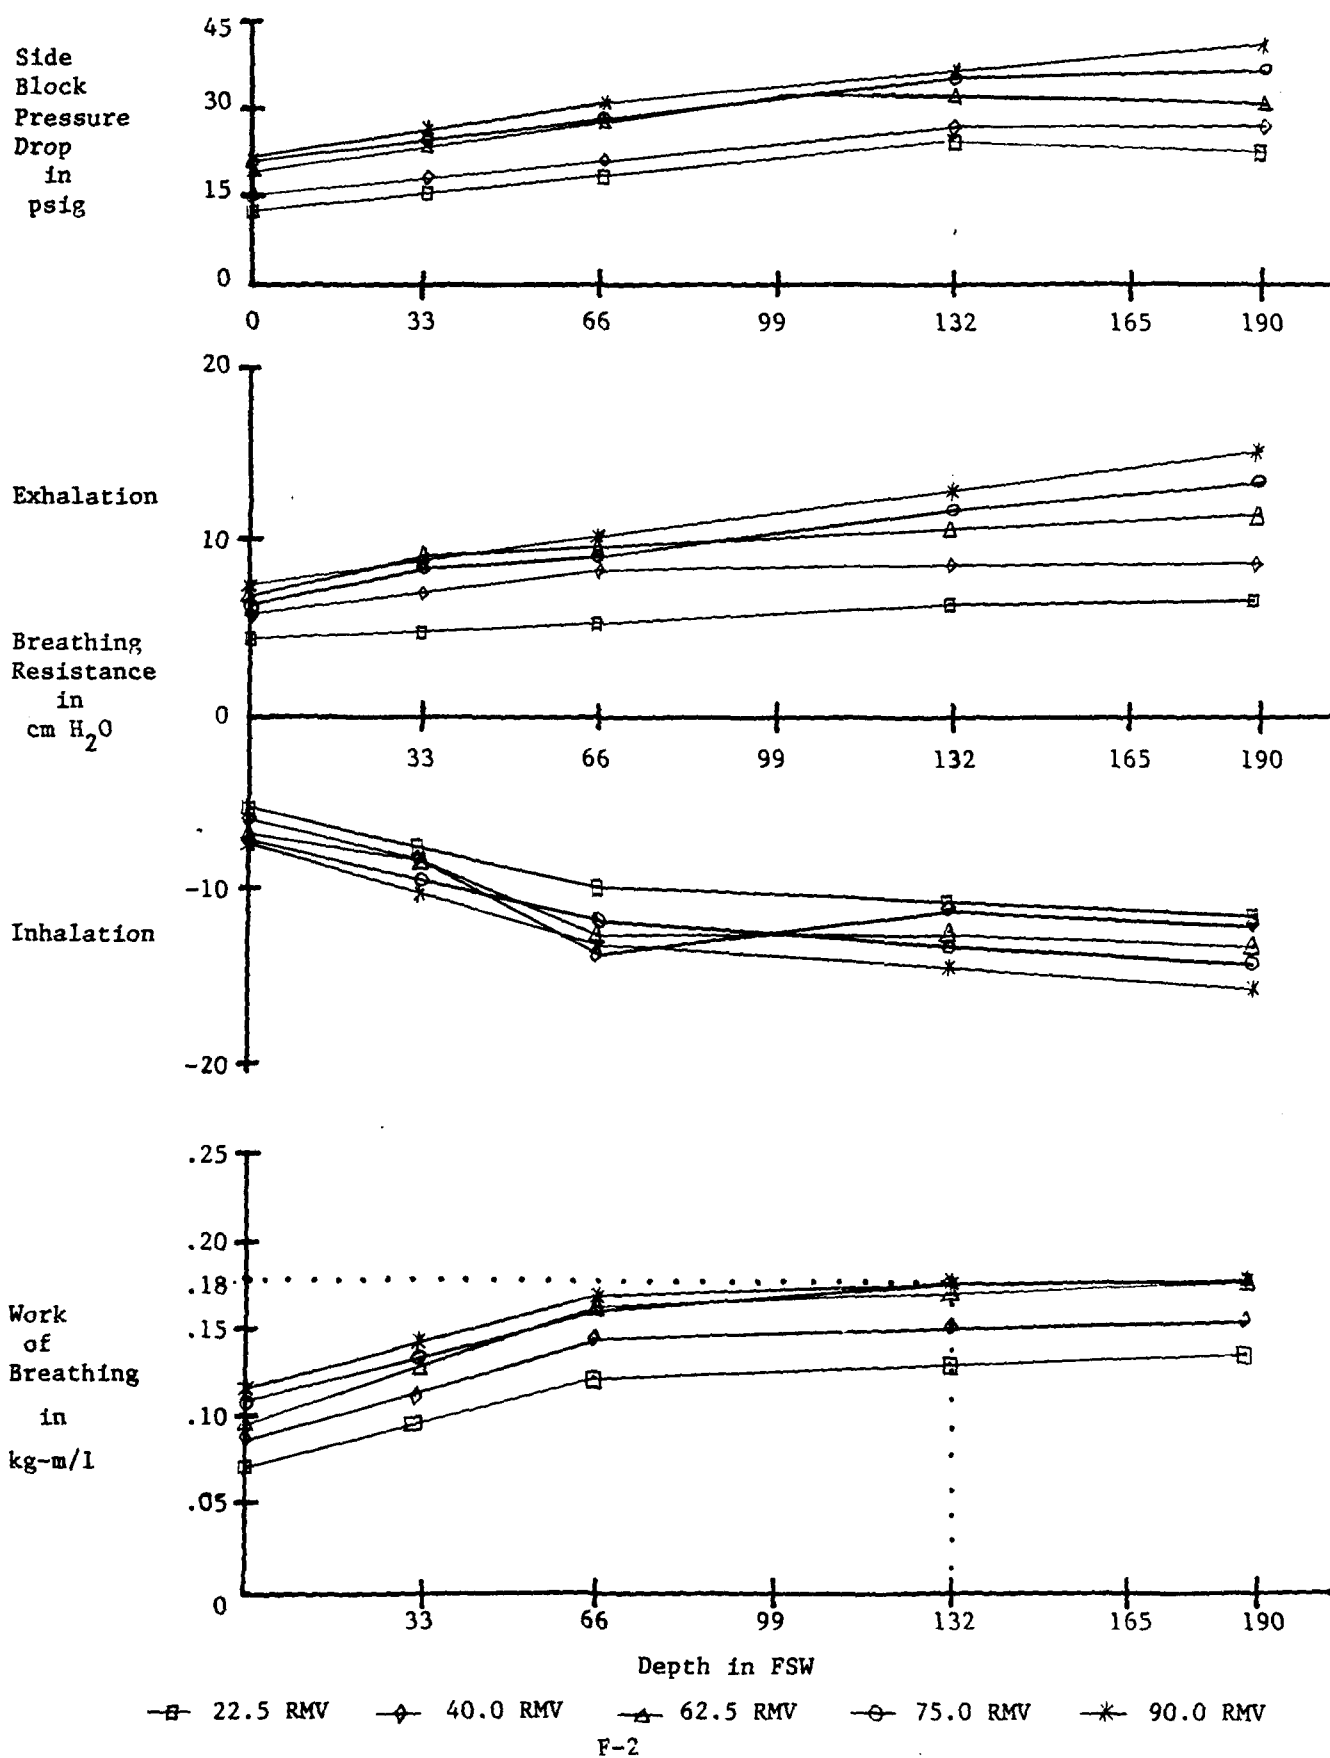 Side
Block
Pressure
Drop
in
psig
45
30
15
0
0 33 66 99 132 165 190
Exhalation
Breathing
Resistance
in
cm H2O
Inhalation
20
10
0
33 66 99 132 165 190
-10
-20
Work
of
Breathing
in
kg-m/l
.25
.20
.18
.15
.10
.05
0
33 66 99 132 165 190
Depth in FSW
22.5 RMV 40.0 RMV 62.5 RMV 75.0 RMV 90.0 RMV
F-2